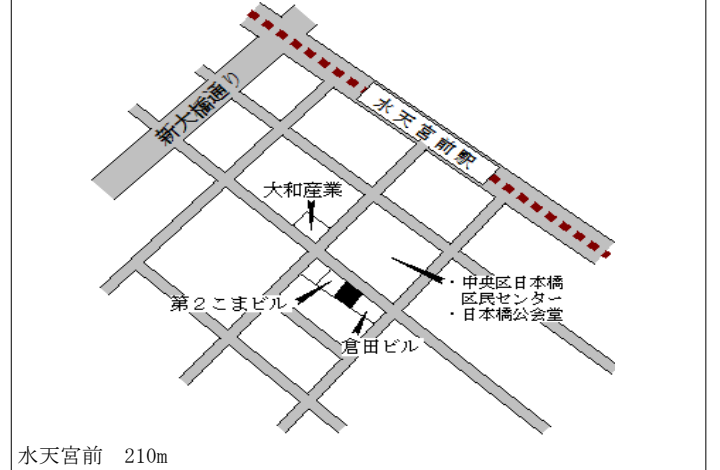 新大橋通り
水天宮前駅
大和産業
・中央区日本橋
区民センター
・日本橋公会堂
第２こまビル
倉田ビル
水天宮前　210m